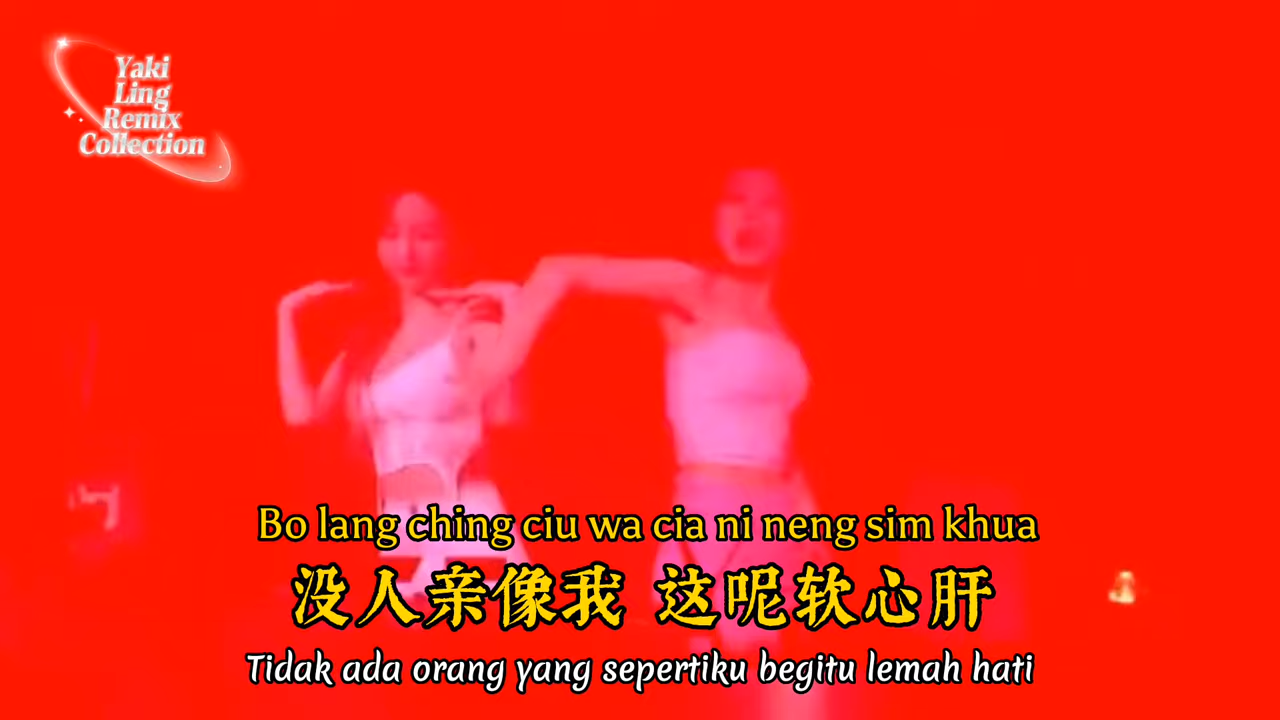 Yaki
Ling
Remix
Collection
Bo lang ching ciu wa cia ni neng sim khua
没人亲像我 这呢软心肝
Tidak ada orang yang sepertiku begitu lemah hati